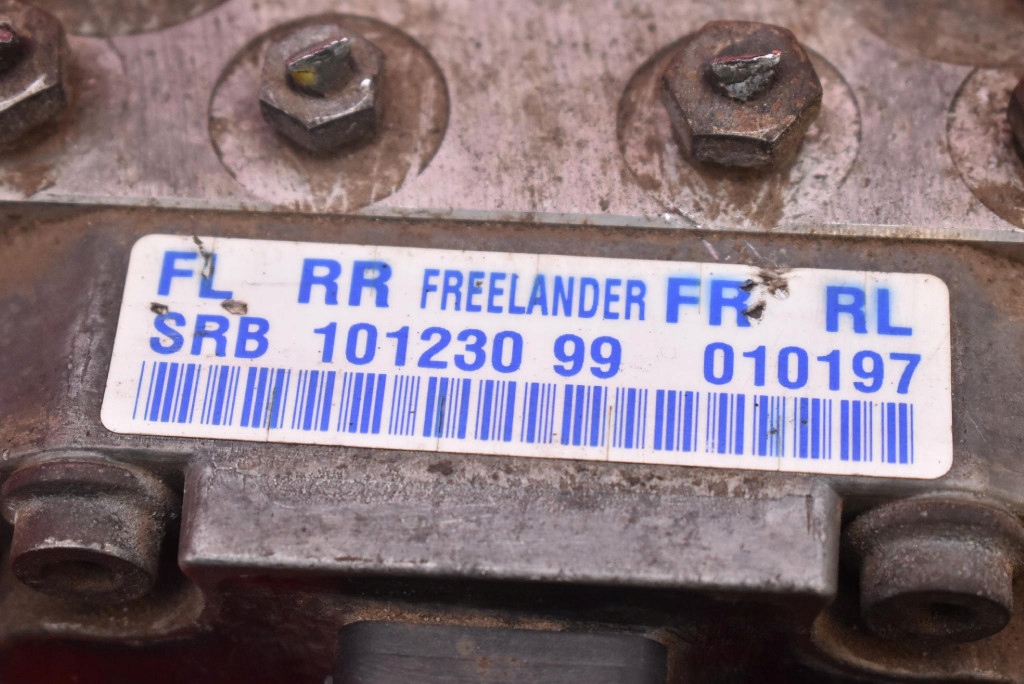 FL RR FREELANDER FR RL
SRB 101230 99 010197